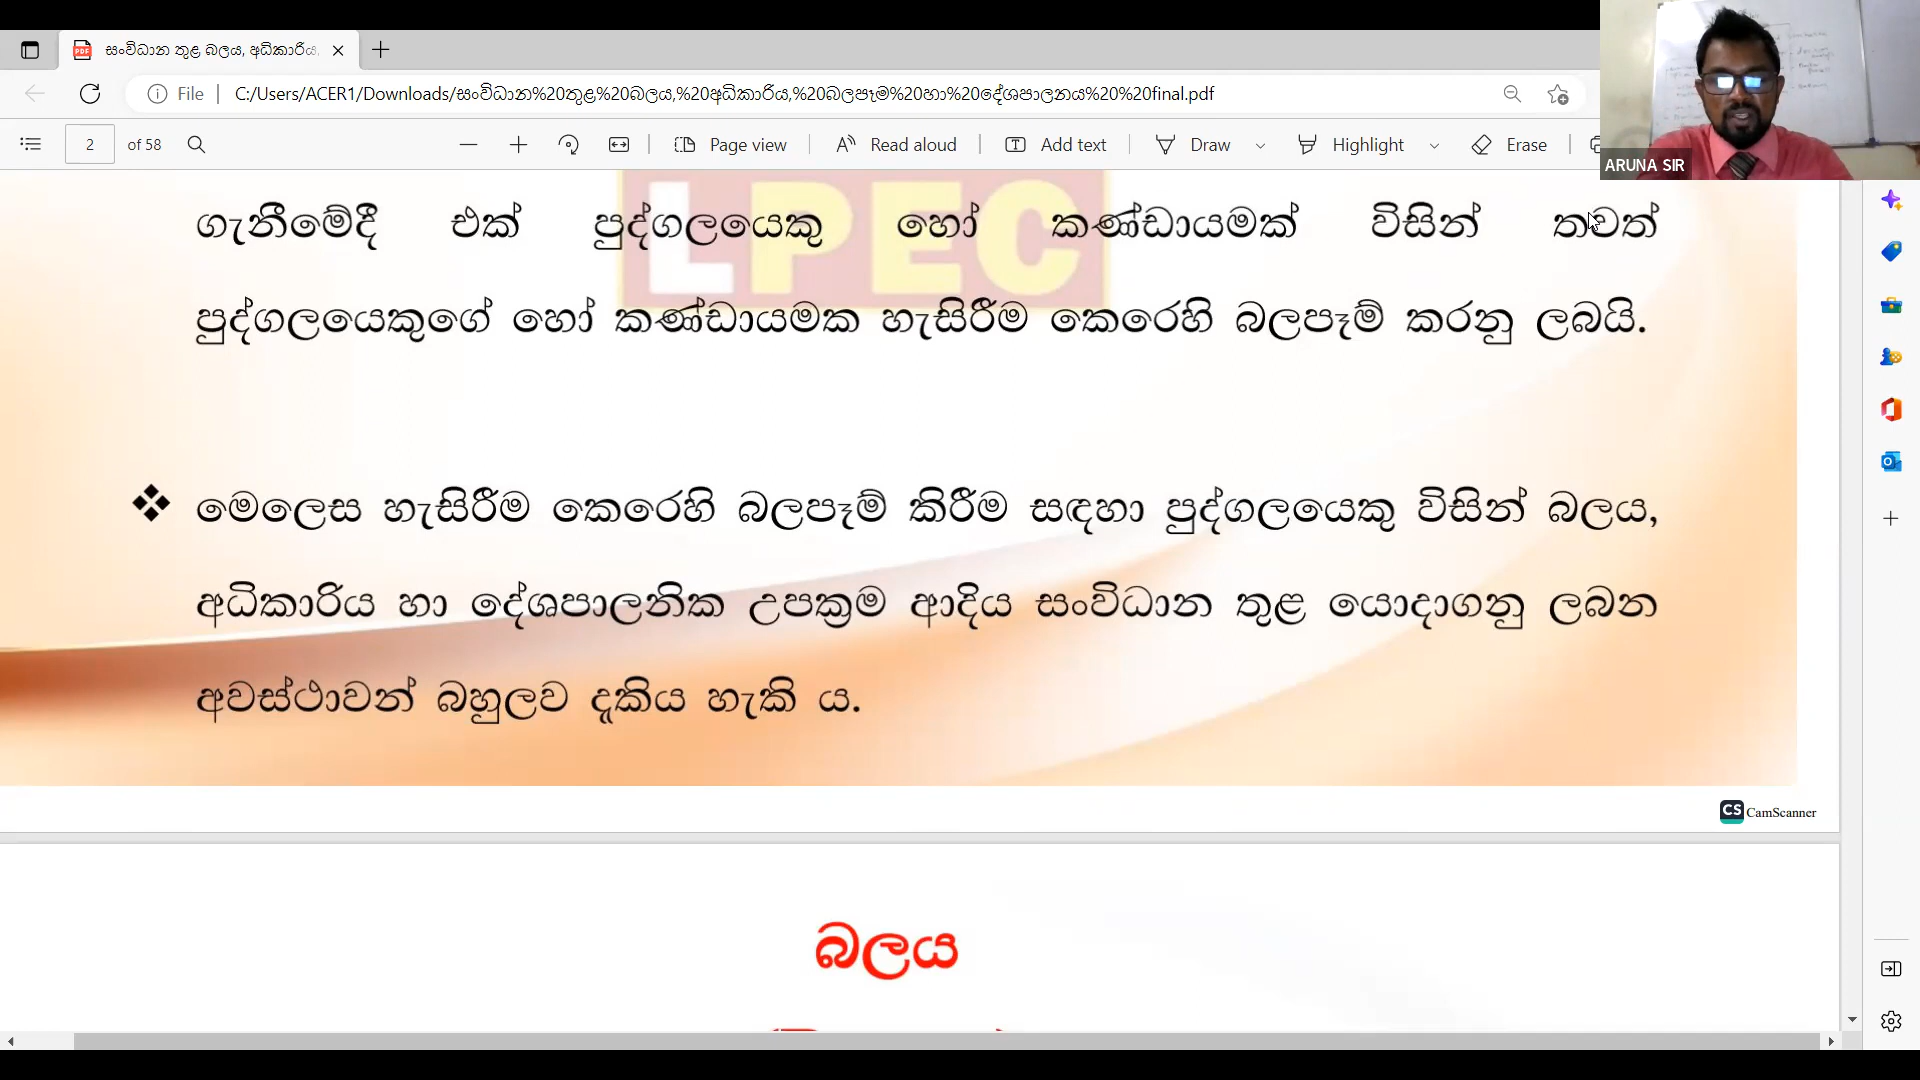 සංවිධාන තුළ බලය, අධිකාරිය,
File
C:/Users/ACER1/Downloads/සංවිධාන%20තුළ%20බලය,%20අධිකාරිය,%20බලපෑම%20හා%20දේශපාලනය%20%20final.pdf
2 of 58
Page view
Read aloud
Add text
Draw
Highlight
Erase
ARUNA SIR
LPEC
ගැනීමේදී එක් පුද්ගලයෙකු හෝ කණ්ඩායමක් විසින් තවත්
පුද්ගලයෙකුගේ හෝ කණ්ඩායමක හැසිරීම කෙරෙහි බලපෑම් කරනු ලබයි.
❖ මෙලෙස හැසිරීම කෙරෙහි බලපෑම් කිරීම සඳහා පුද්ගලයෙකු විසින් බලය,
අධිකාරිය හා දේශපාලනික උපක්‍රම ආදිය සංවිධාන තුළ යොදාගනු ලබන
අවස්ථාවන් බහුලව දැකිය හැකි ය.
CS CamScanner
බලය